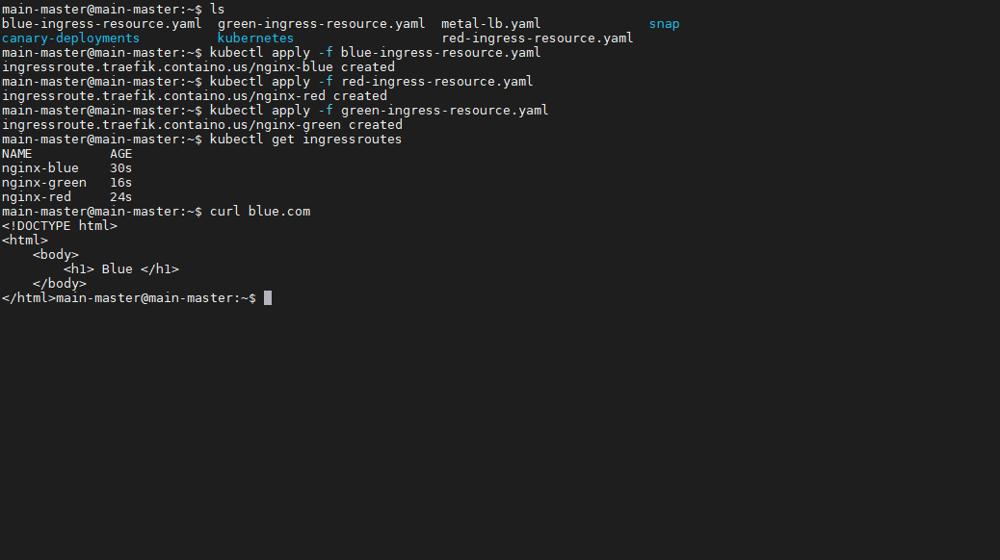 main-master@main-master:~$ ls
blue-ingress-resource.yaml  green-ingress-resource.yaml  metal-lb.yaml              snap
canary-deployments          kubernetes                   red-ingress-resource.yaml
main-master@main-master:~$ kubectl apply -f blue-ingress-resource.yaml
ingressroute.traefik.containo.us/nginx-blue created
main-master@main-master:~$ kubectl apply -f red-ingress-resource.yaml
ingressroute.traefik.containo.us/nginx-red created
main-master@main-master:~$ kubectl apply -f green-ingress-resource.yaml
ingressroute.traefik.containo.us/nginx-green created
main-master@main-master:~$ kubectl get ingressroutes
NAME          AGE
nginx-blue    30s
nginx-green   16s
nginx-red     24s
main-master@main-master:~$ curl blue.com
<!DOCTYPE html>
<html>
    <body>
        <h1> Blue </h1>
    </body>
</html>main-master@main-master:~$